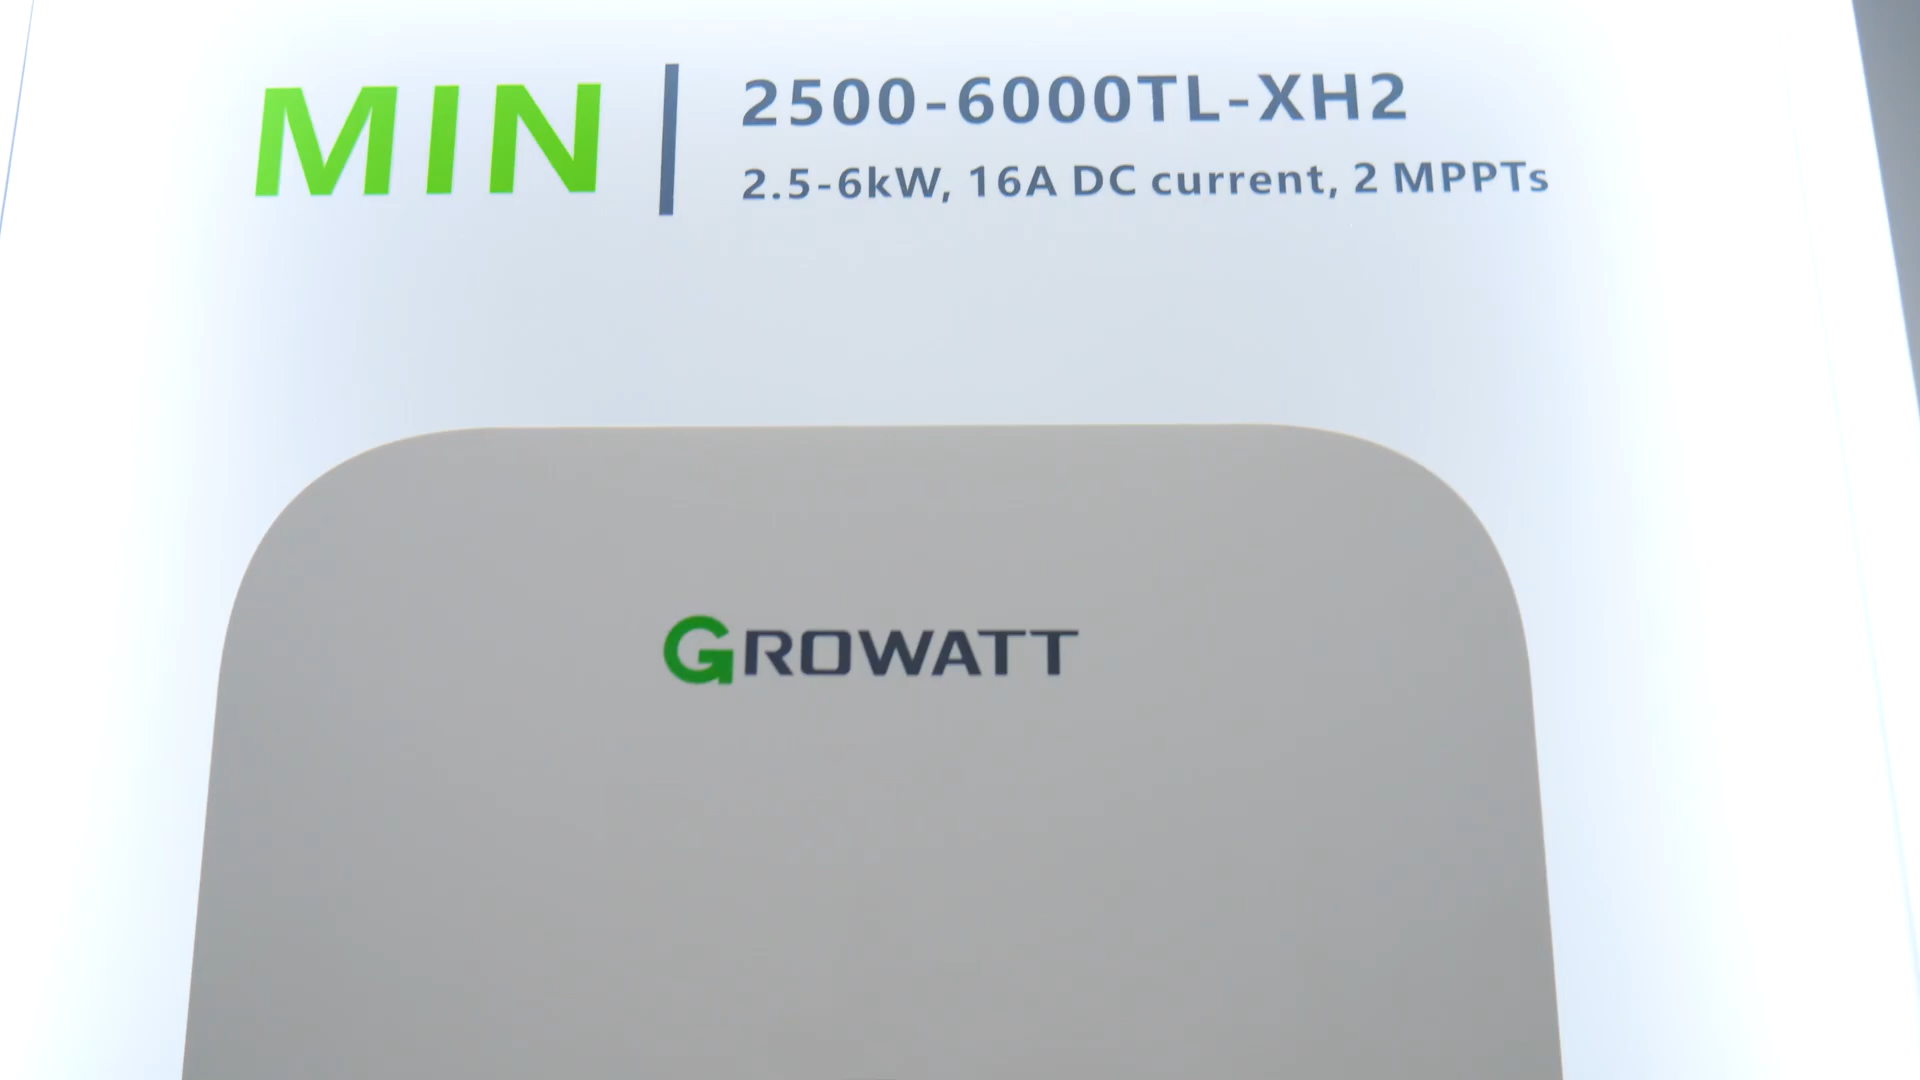 MIN
2500-6000TL-XH2
2.5-6kW, 16A DC current, 2 MPPTs
GROWATT